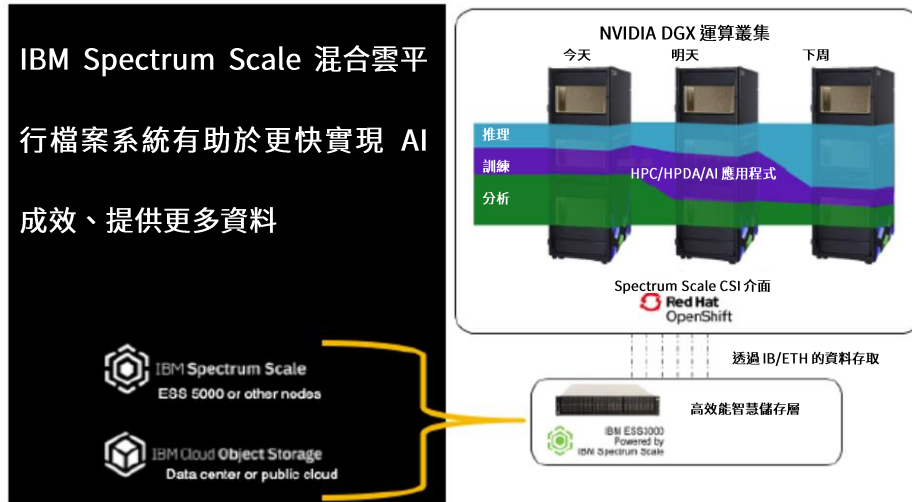 IBM Spectrum Scale 混合雲平
行檔案系統有助於更快實現 AI
成效、提供更多資料
IBM Spectrum Scale
ESS 5000 or other nodes
IBM Cloud Object Storage
Data center or public cloud
NVIDIA DGX 運算叢集
今天 明天 下周
推理
訓練
HPC/HPDA/AI 應用程式
分析
Spectrum Scale CSI 介面
Red Hat
OpenShift
透過 IB/ETH 的資料存取
高效能智慧儲存層
IBM ESS3000
Powered by
IBM Spectrum Scale